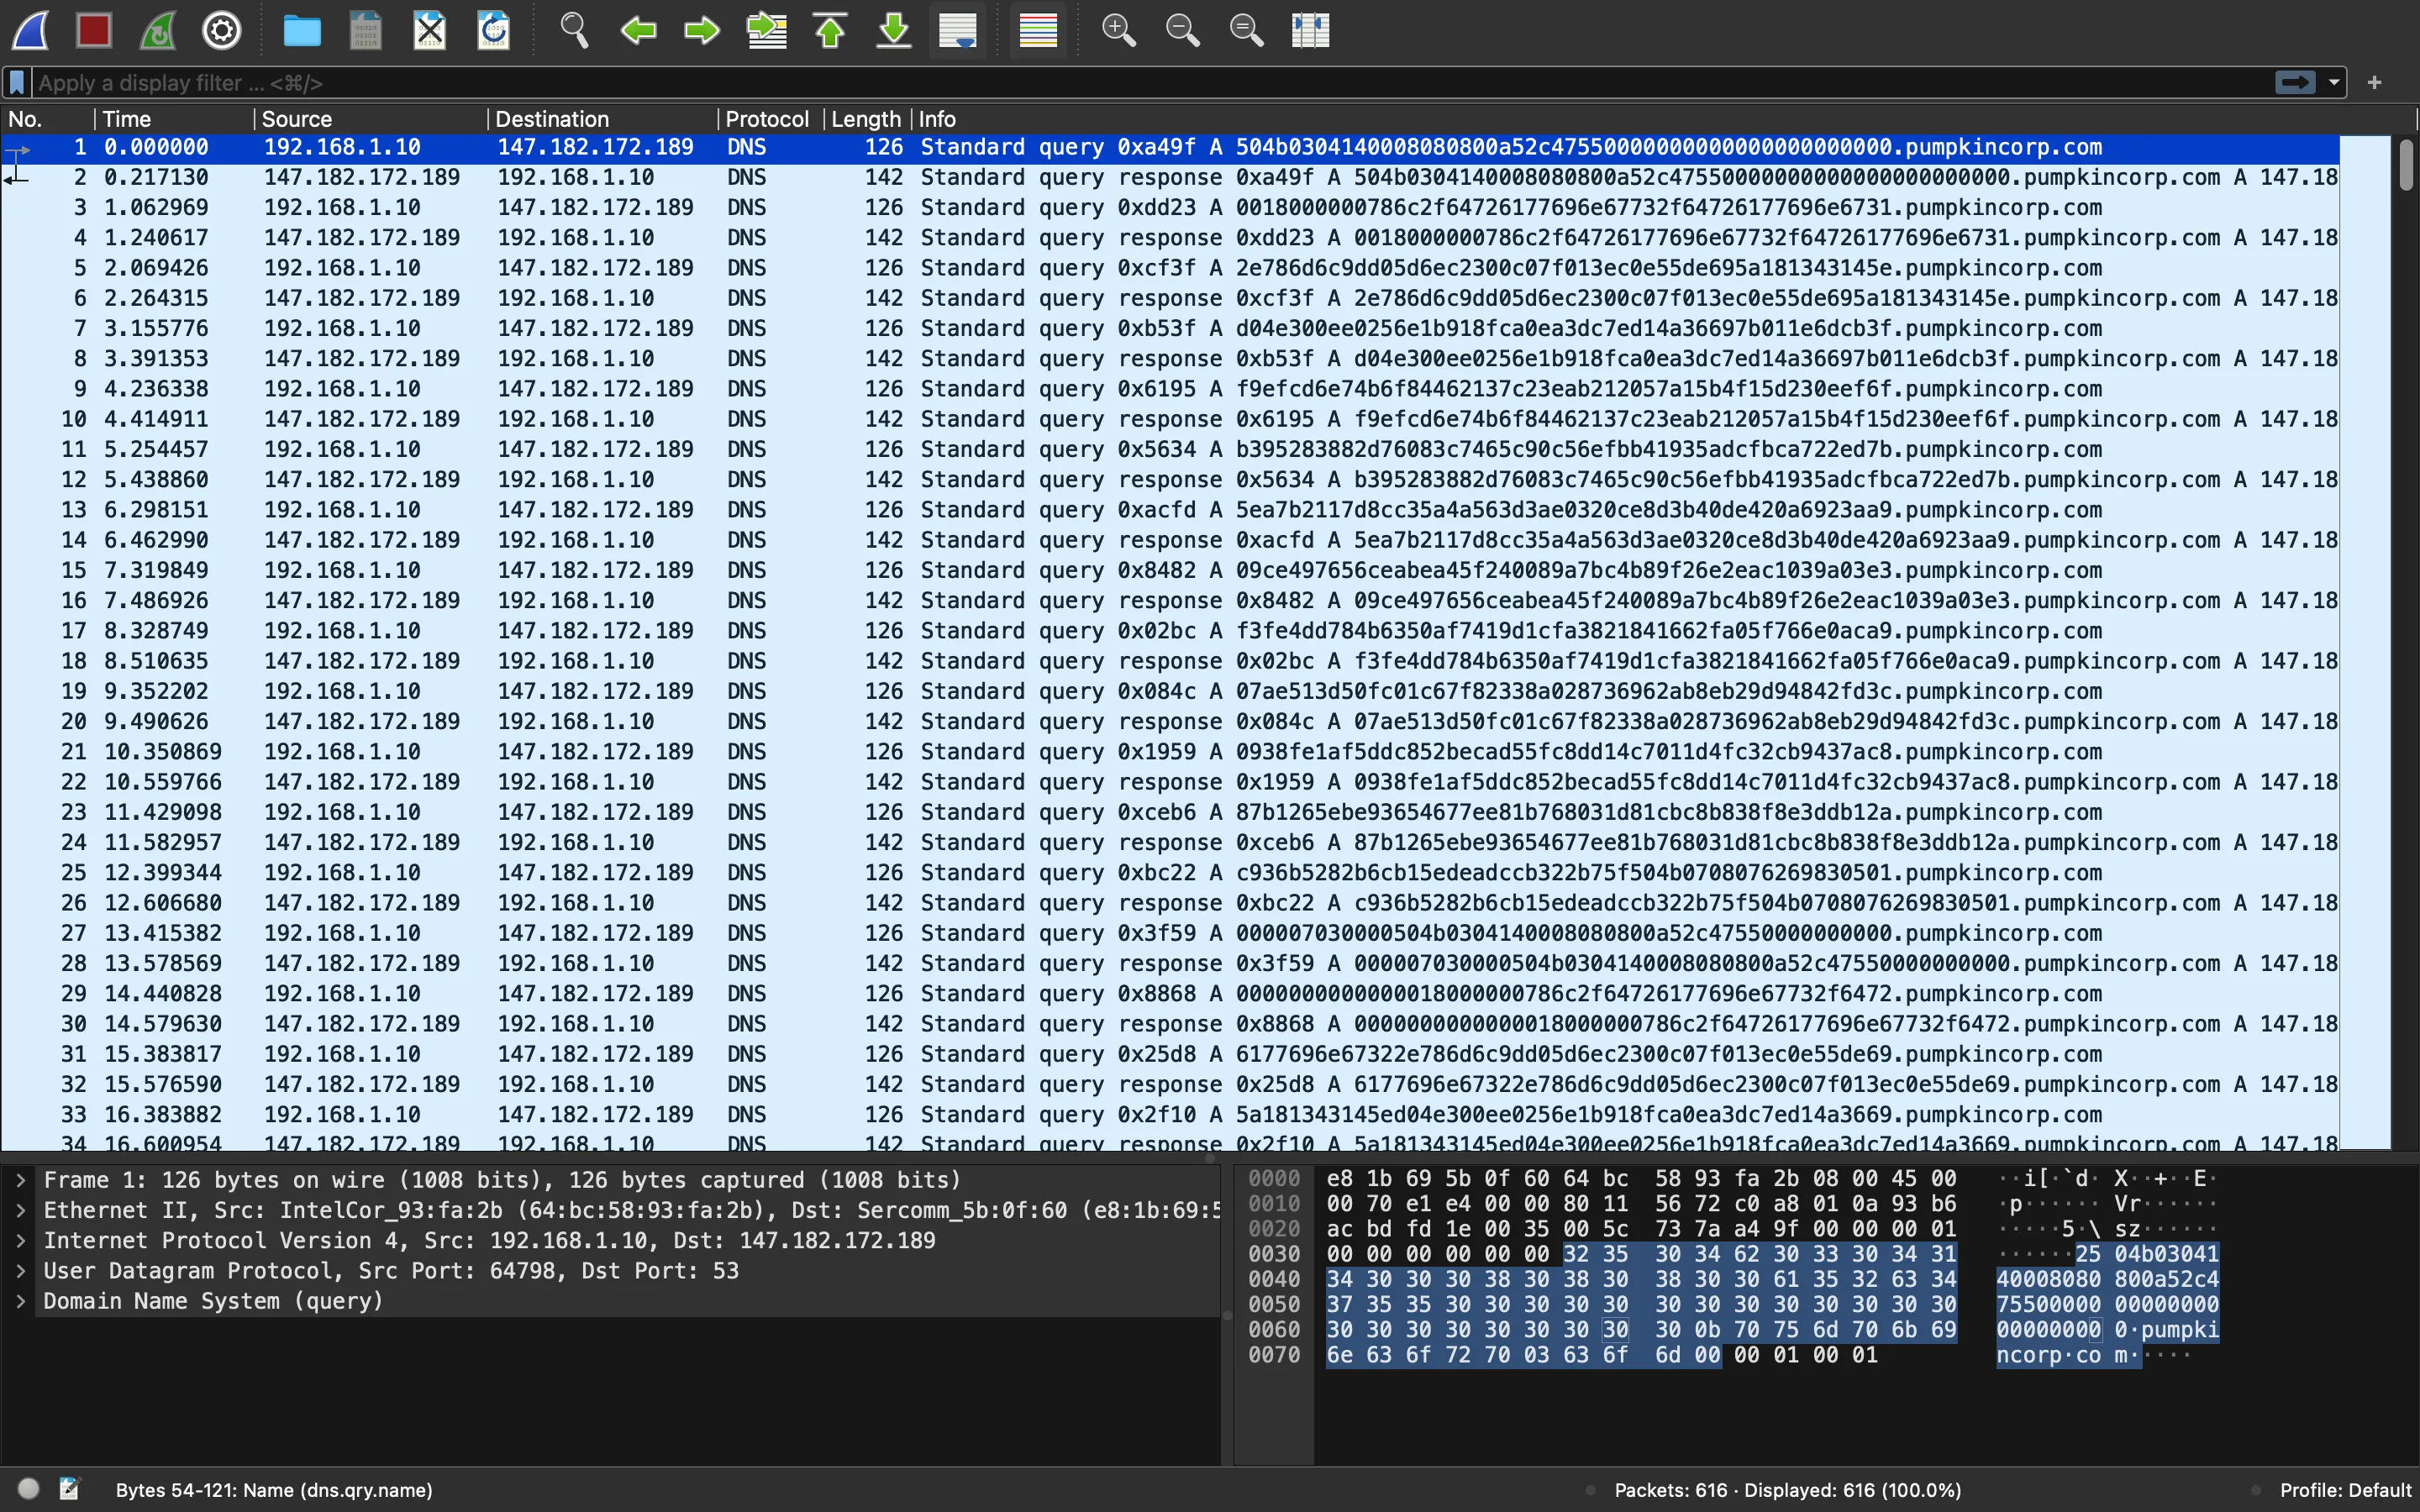 Apply a display filter ... <⌘/>
No. Time Source Destination Protocol Length Info
1 0.000000 192.168.1.10 147.182.172.189 DNS 126 Standard query 0xa49f A 504b0304140008080800a52c475500000000000000000000000000.pumpkincorp.com
2 0.217130 147.182.172.189 192.168.1.10 DNS 142 Standard query response 0xa49f A 504b0304140008080800a52c475500000000000000000000000000.pumpkincorp.com A 147.18
3 1.062969 192.168.1.10 147.182.172.189 DNS 126 Standard query 0xdd23 A 0018000000786c2f64726177696e67732f64726177696e6731.pumpkincorp.com
4 1.240617 147.182.172.189 192.168.1.10 DNS 142 Standard query response 0xdd23 A 0018000000786c2f64726177696e67732f64726177696e6731.pumpkincorp.com A 147.18
5 2.069426 192.168.1.10 147.182.172.189 DNS 126 Standard query 0xcf3f A 2e786d6c9dd05d6ec2300c07f013ec0e55de695a181343145e.pumpkincorp.com
6 2.264315 147.182.172.189 192.168.1.10 DNS 142 Standard query response 0xcf3f A 2e786d6c9dd05d6ec2300c07f013ec0e55de695a181343145e.pumpkincorp.com A 147.18
7 3.155776 192.168.1.10 147.182.172.189 DNS 126 Standard query 0xb53f A d04e300ee0256e1b918fca0ea3dc7ed14a36697b011e6dcb3f.pumpkincorp.com
8 3.391353 147.182.172.189 192.168.1.10 DNS 142 Standard query response 0xb53f A d04e300ee0256e1b918fca0ea3dc7ed14a36697b011e6dcb3f.pumpkincorp.com A 147.18
9 4.236338 192.168.1.10 147.182.172.189 DNS 126 Standard query 0x6195 A f9efcd6e74b6f84462137c23eab212057a15b4f15d230eef6f.pumpkincorp.com
10 4.414911 147.182.172.189 192.168.1.10 DNS 142 Standard query response 0x6195 A f9efcd6e74b6f84462137c23eab212057a15b4f15d230eef6f.pumpkincorp.com A 147.18
11 5.254457 192.168.1.10 147.182.172.189 DNS 126 Standard query 0x5634 A b395283882d76083c7465c90c56efbb41935adcfbca722ed7b.pumpkincorp.com
12 5.438860 147.182.172.189 192.168.1.10 DNS 142 Standard query response 0x5634 A b395283882d76083c7465c90c56efbb41935adcfbca722ed7b.pumpkincorp.com A 147.18
13 6.298151 192.168.1.10 147.182.172.189 DNS 126 Standard query 0xacfd A 5ea7b2117d8cc35a4a563d3ae0320ce8d3b40de420a6923aa9.pumpkincorp.com
14 6.462990 147.182.172.189 192.168.1.10 DNS 142 Standard query response 0xacfd A 5ea7b2117d8cc35a4a563d3ae0320ce8d3b40de420a6923aa9.pumpkincorp.com A 147.18
15 7.319849 192.168.1.10 147.182.172.189 DNS 126 Standard query 0x8482 A 09ce497656ceabea45f240089a7bc4b89f26e2eac1039a03e3.pumpkincorp.com
16 7.486926 147.182.172.189 192.168.1.10 DNS 142 Standard query response 0x8482 A 09ce497656ceabea45f240089a7bc4b89f26e2eac1039a03e3.pumpkincorp.com A 147.18
17 8.328749 192.168.1.10 147.182.172.189 DNS 126 Standard query 0x02bc A f3fe4dd784b6350af7419d1cfa3821841662fa05f766e0aca9.pumpkincorp.com
18 8.510635 147.182.172.189 192.168.1.10 DNS 142 Standard query response 0x02bc A f3fe4dd784b6350af7419d1cfa3821841662fa05f766e0aca9.pumpkincorp.com A 147.18
19 9.352202 192.168.1.10 147.182.172.189 DNS 126 Standard query 0x084c A 07ae513d50fc01c67f82338a028736962ab8eb29d94842fd3c.pumpkincorp.com
20 9.490626 147.182.172.189 192.168.1.10 DNS 142 Standard query response 0x084c A 07ae513d50fc01c67f82338a028736962ab8eb29d94842fd3c.pumpkincorp.com A 147.18
21 10.350869 192.168.1.10 147.182.172.189 DNS 126 Standard query 0x1959 A 0938fe1af5ddc852becad55fc8dd14c7011d4fc32cb9437ac8.pumpkincorp.com
22 10.559766 147.182.172.189 192.168.1.10 DNS 142 Standard query response 0x1959 A 0938fe1af5ddc852becad55fc8dd14c7011d4fc32cb9437ac8.pumpkincorp.com A 147.18
23 11.429098 192.168.1.10 147.182.172.189 DNS 126 Standard query 0xceb6 A 87b1265ebe93654677ee81b768031d81cbc8b838f8e3ddb12a.pumpkincorp.com
24 11.582957 147.182.172.189 192.168.1.10 DNS 142 Standard query response 0xceb6 A 87b1265ebe93654677ee81b768031d81cbc8b838f8e3ddb12a.pumpkincorp.com A 147.18
25 12.399344 192.168.1.10 147.182.172.189 DNS 126 Standard query 0xbc22 A c936b5282b6cb15edeadccb322b75f504b0708076269830501.pumpkincorp.com
26 12.606680 147.182.172.189 192.168.1.10 DNS 142 Standard query response 0xbc22 A c936b5282b6cb15edeadccb322b75f504b0708076269830501.pumpkincorp.com A 147.18
27 13.415382 192.168.1.10 147.182.172.189 DNS 126 Standard query 0x3f59 A 000007030000504b0304140008080800a52c47550000000000.pumpkincorp.com
28 13.578569 147.182.172.189 192.168.1.10 DNS 142 Standard query response 0x3f59 A 000007030000504b0304140008080800a52c47550000000000.pumpkincorp.com A 147.18
29 14.440828 192.168.1.10 147.182.172.189 DNS 126 Standard query 0x8868 A 0000000000000018000000786c2f64726177696e67732f6472.pumpkincorp.com
30 14.579630 147.182.172.189 192.168.1.10 DNS 142 Standard query response 0x8868 A 0000000000000018000000786c2f64726177696e67732f6472.pumpkincorp.com A 147.18
31 15.383817 192.168.1.10 147.182.172.189 DNS 126 Standard query 0x25d8 A 6177696e67322e786d6c9dd05d6ec2300c07f013ec0e55de69.pumpkincorp.com
32 15.576590 147.182.172.189 192.168.1.10 DNS 142 Standard query response 0x25d8 A 6177696e67322e786d6c9dd05d6ec2300c07f013ec0e55de69.pumpkincorp.com A 147.18
33 16.383882 192.168.1.10 147.182.172.189 DNS 126 Standard query 0x2f10 A 5a181343145ed04e300ee0256e1b918fca0ea3dc7ed14a3669.pumpkincorp.com
34 16.600954 147.182.172.189 192.168.1.10 DNS 142 Standard query response 0x2f10 A 5a181343145ed04e300ee0256e1b918fca0ea3dc7ed14a3669.pumpkincorp.com A 147.18
> Frame 1: 126 bytes on wire (1008 bits), 126 bytes captured (1008 bits)
> Ethernet II, Src: IntelCor_93:fa:2b (64:bc:58:93:fa:2b), Dst: Sercomm_5b:0f:60 (e8:1b:69:5
> Internet Protocol Version 4, Src: 192.168.1.10, Dst: 147.182.172.189
> User Datagram Protocol, Src Port: 64798, Dst Port: 53
> Domain Name System (query)
0000 e8 1b 69 5b 0f 60 64 bc 58 93 fa 2b 08 00 45 00 ··i[·`d· X··+··E·
0010 00 70 e1 e4 00 00 80 11 56 72 c0 a8 01 0a 93 b6 ·p······ Vr······
0020 ac bd fd 1e 00 35 00 5c 73 7a a4 9f 00 00 00 01 ·····5·\ sz······
0030 00 00 00 00 00 00 32 35 30 34 62 30 33 30 34 31 ······25 04b03041
0040 34 30 30 30 38 30 38 30 38 30 30 61 35 32 63 34 40008080 800a52c4
0050 37 35 35 30 30 30 30 30 30 30 30 30 30 30 30 30 75500000 00000000
0060 30 30 30 30 30 30 30 30 30 0b 70 75 6d 70 6b 69 00000000 0·pumpki
0070 6e 63 6f 72 70 03 63 6f 6d 00 00 01 00 01 ncorp·co m·····
Bytes 54-121: Name (dns.qry.name)
Packets: 616 · Displayed: 616 (100.0%)
Profile: Default